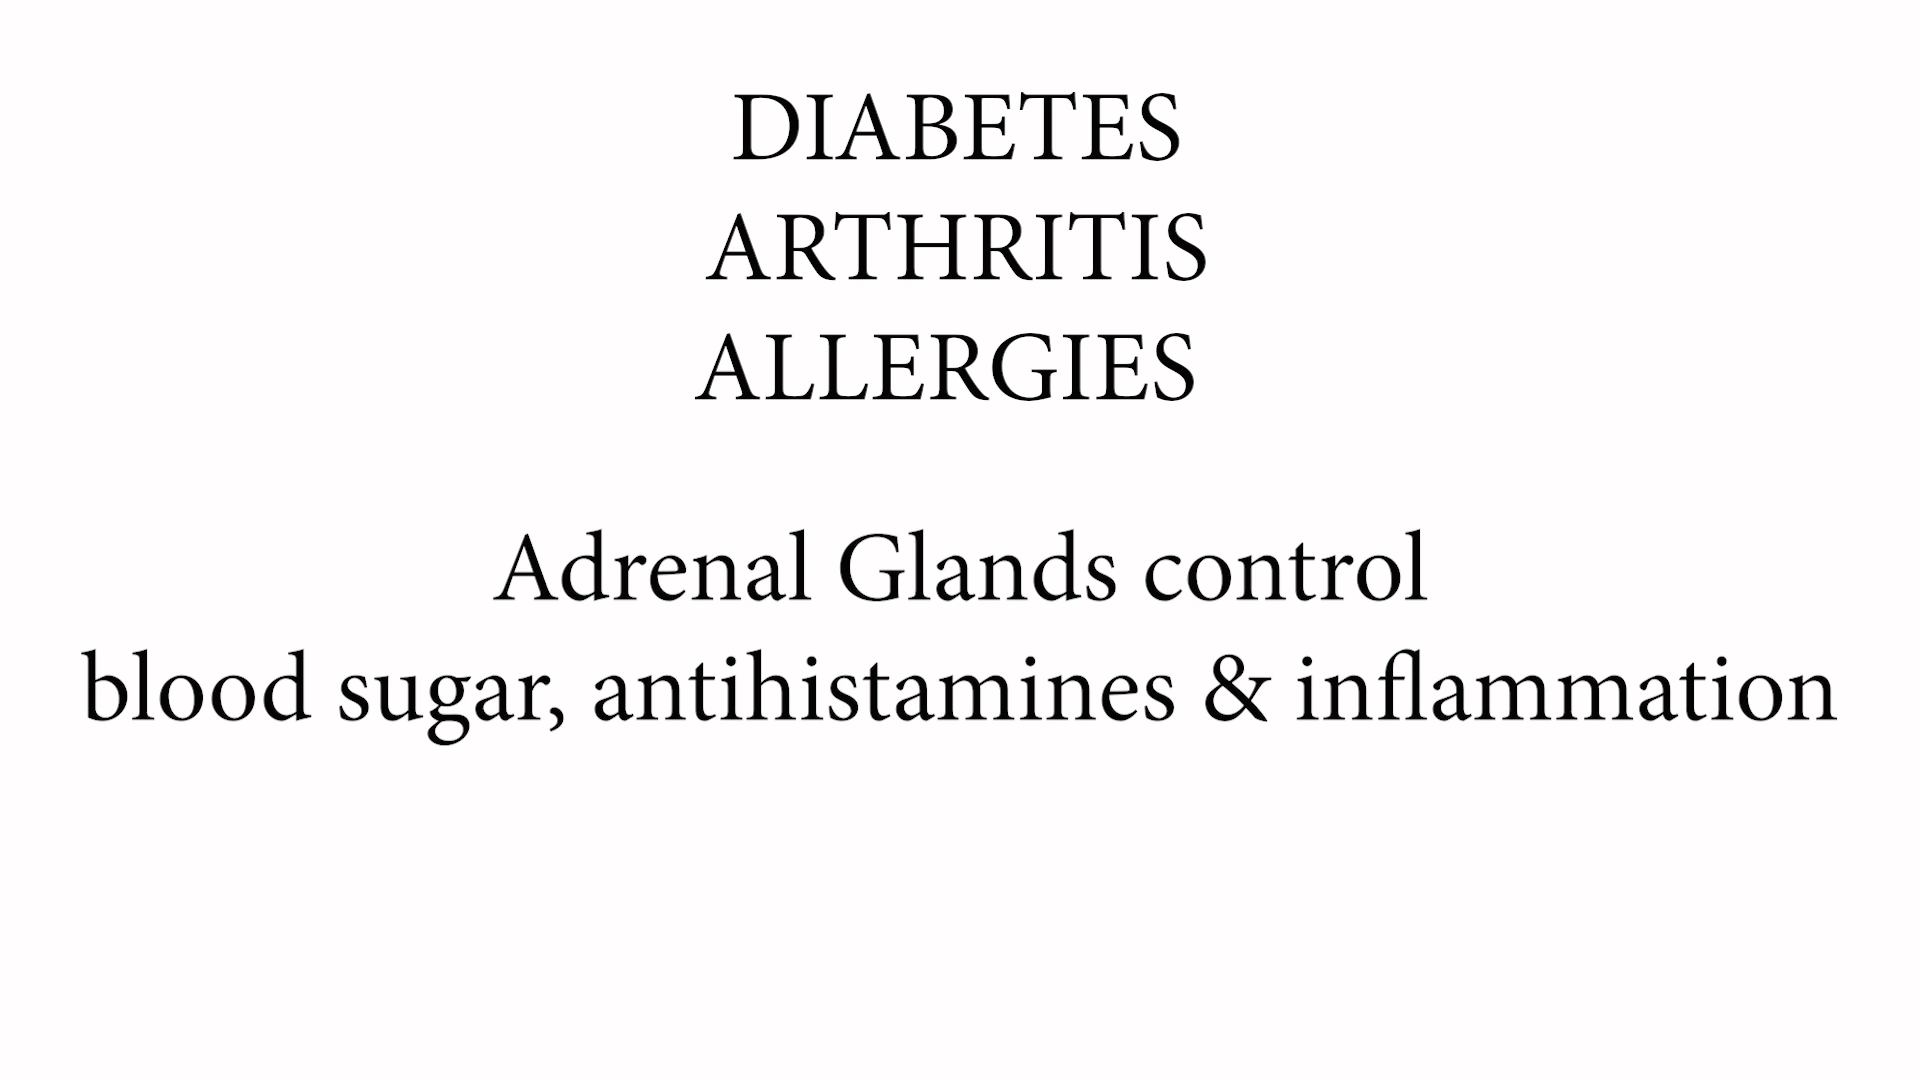 DIABETES
ARTHRITIS
ALLERGIES
Adrenal Glands control
blood sugar, antihistamines & inflammation